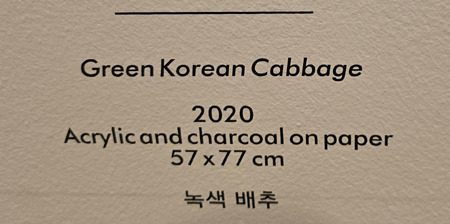 Green Korean Cabbage
2020
Acrylic and charcoal on paper
57 x 77 cm
녹색 배추